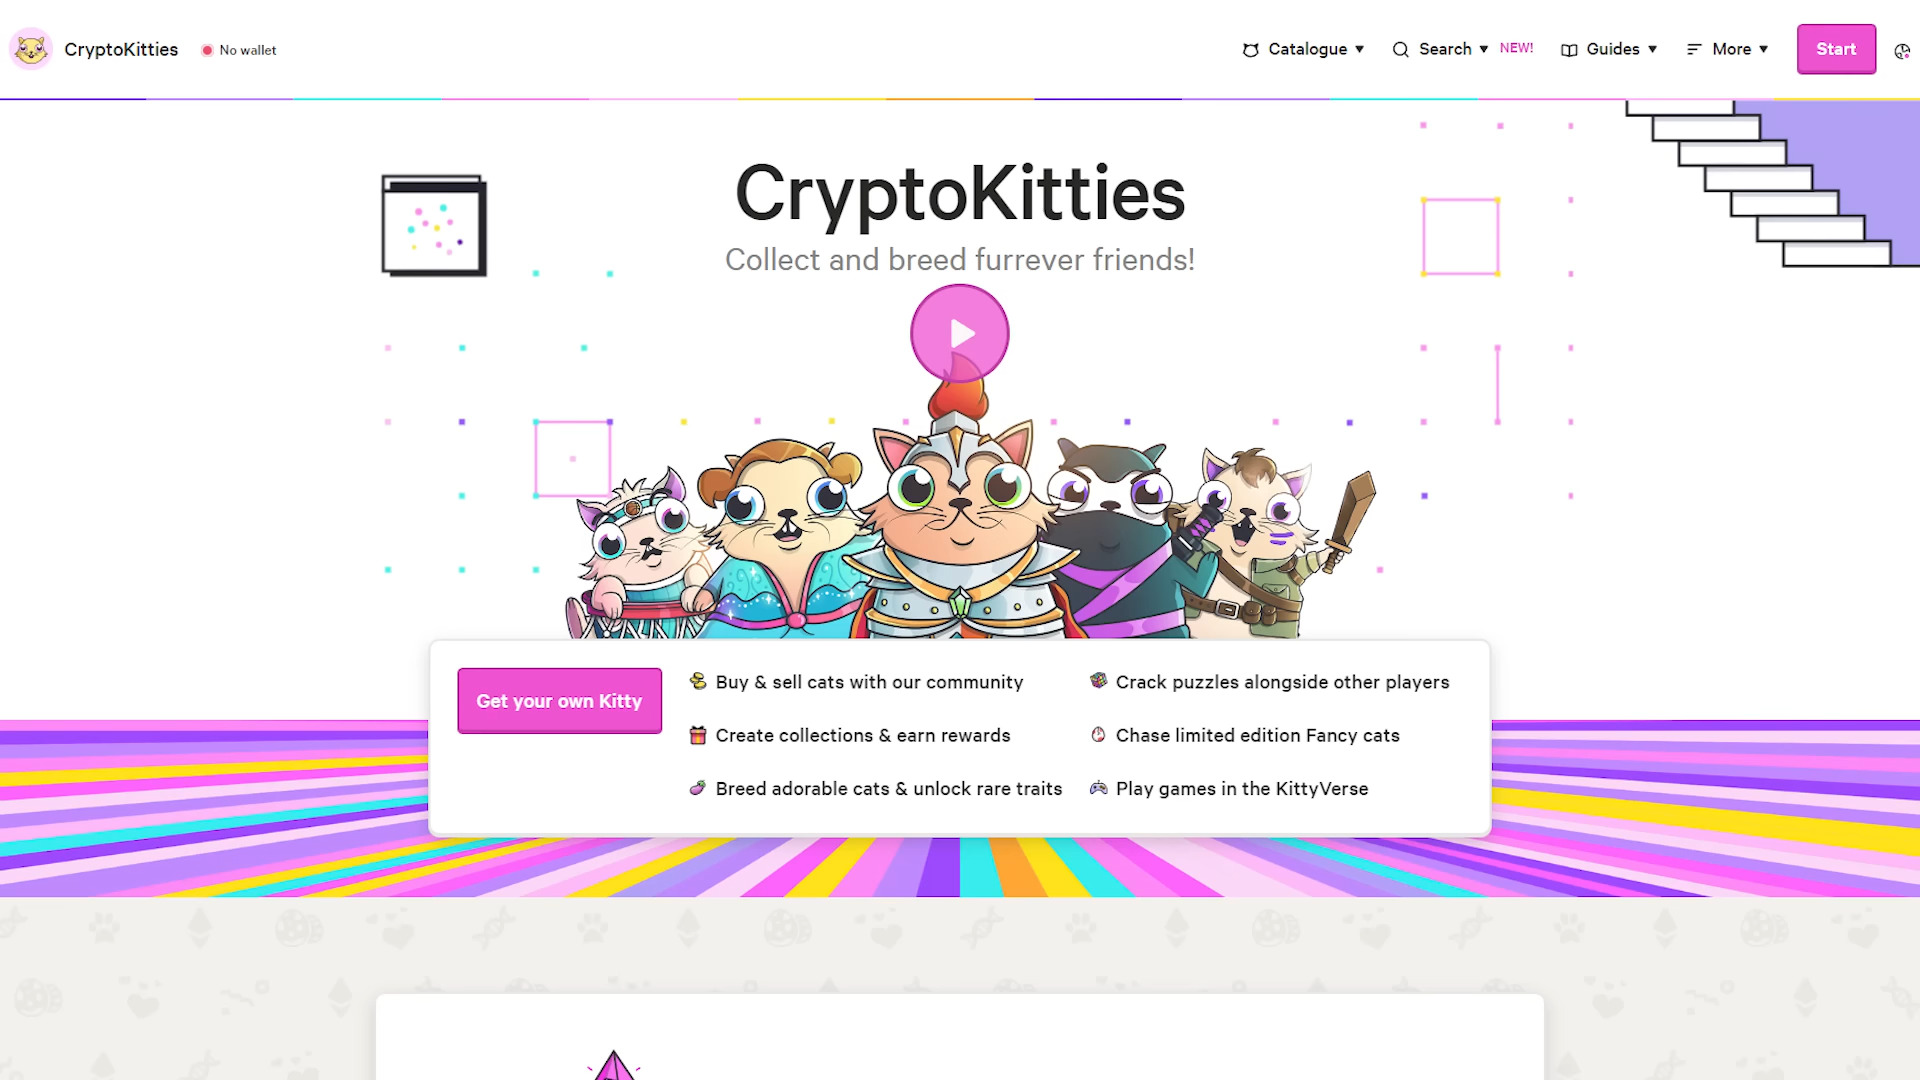 CryptoKitties
No wallet
Catalogue
Search
NEW!
Guides
More
Start
CryptoKitties
Collect and breed furrever friends!
Get your own Kitty
Buy & sell cats with our community
Create collections & earn rewards
Breed adorable cats & unlock rare traits
Crack puzzles alongside other players
Chase limited edition Fancy cats
Play games in the KittyVerse